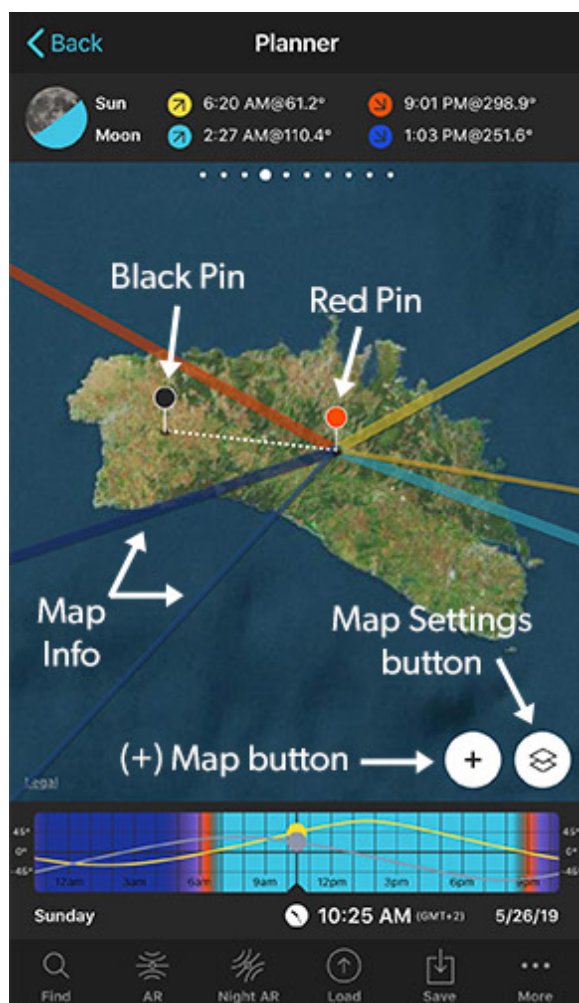 Back
Planner
Sun 6:20 AM@61.2° 9:01 PM@298.9°
Moon 2:27 AM@110.4° 1:03 PM@251.6°
Black Pin
Red Pin
Map
Info
Map Settings
button
(+) Map button
+
Legal
45° 45°
0° 0°
-45° -45°
12am 3am 6am 9am 12pm 3pm 6pm 9pm
Sunday 10:25 AM (GMT+2) 5/26/19
Find AR Night AR Load Save More